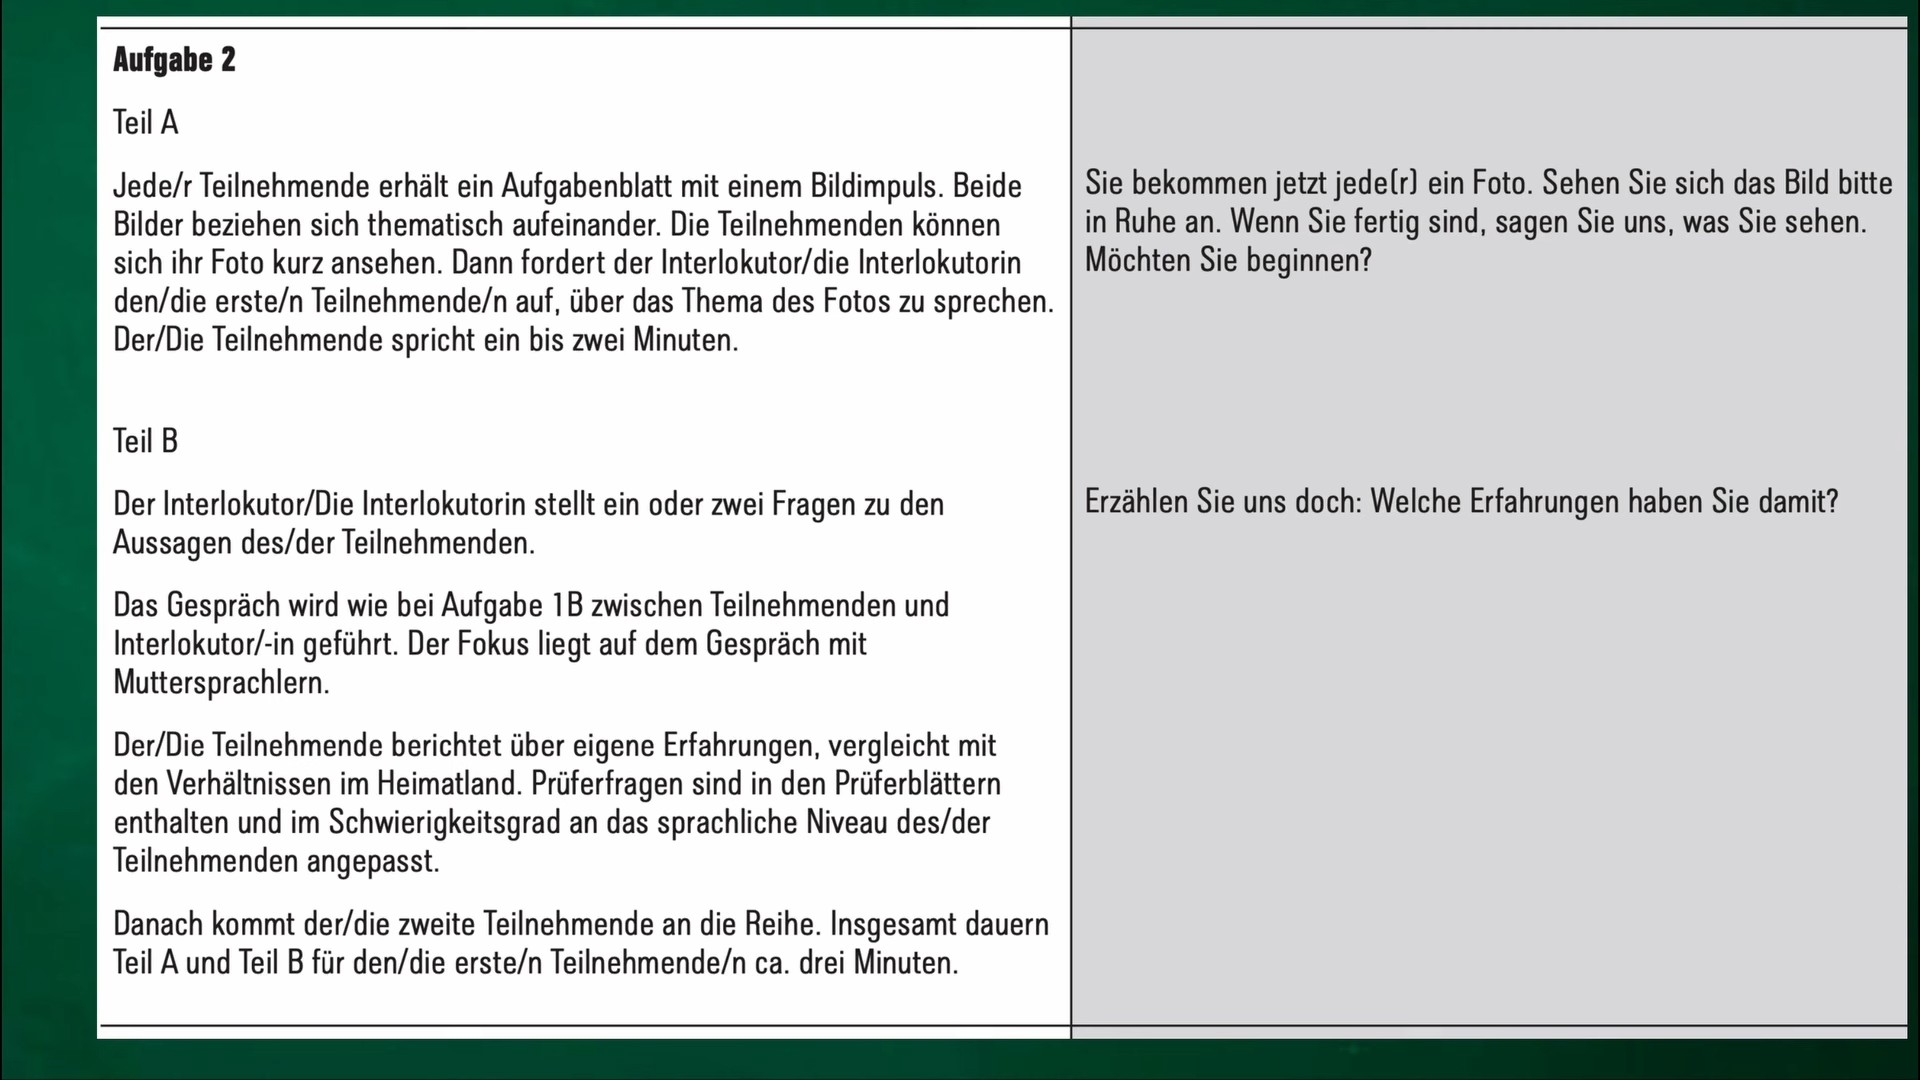 Aufgabe 2
Teil A
Jede/r Teilnehmende erhält ein Aufgabenblatt mit einem Bildimpuls. Beide
Bilder beziehen sich thematisch aufeinander. Die Teilnehmenden können
sich ihr Foto kurz ansehen. Dann fordert der Interlokutor/die Interlokutorin
den/die erste/n Teilnehmende/n auf, über das Thema des Fotos zu sprechen.
Der/Die Teilnehmende spricht ein bis zwei Minuten.
Sie bekommen jetzt jede(r) ein Foto. Sehen Sie sich das Bild bitte
in Ruhe an. Wenn Sie fertig sind, sagen Sie uns, was Sie sehen.
Möchten Sie beginnen?
Teil B
Der Interlokutor/Die Interlokutorin stellt ein oder zwei Fragen zu den
Aussagen des/der Teilnehmenden.
Erzählen Sie uns doch: Welche Erfahrungen haben Sie damit?
Das Gespräch wird wie bei Aufgabe 1B zwischen Teilnehmenden und
Interlokutor/-in geführt. Der Fokus liegt auf dem Gespräch mit
Muttersprachlern.
Der/Die Teilnehmende berichtet über eigene Erfahrungen, vergleicht mit
den Verhältnissen im Heimatland. Prüferfragen sind in den Prüferblättern
enthalten und im Schwierigkeitsgrad an das sprachliche Niveau des/der
Teilnehmenden angepasst.
Danach kommt der/die zweite Teilnehmende an die Reihe. Insgesamt dauern
Teil A und Teil B für den/die erste/n Teilnehmende/n ca. drei Minuten.